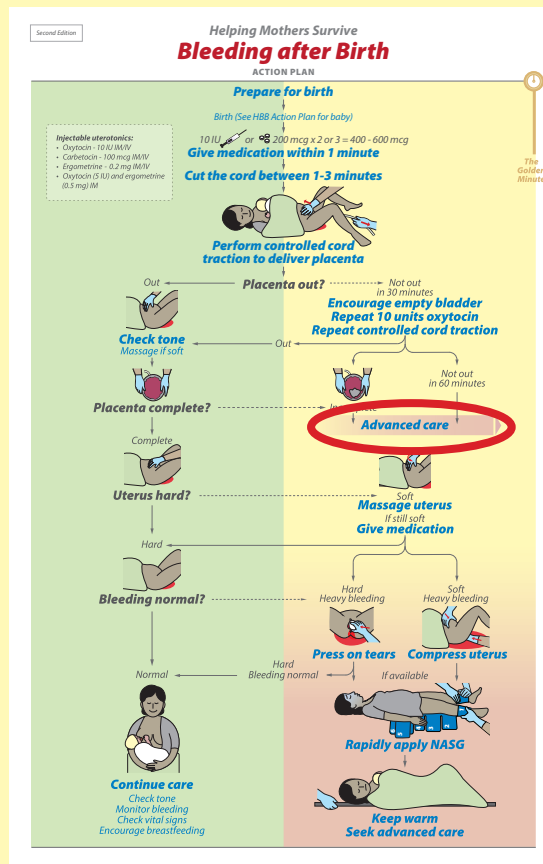 Second Edition
Helping Mothers Survive
Bleeding after Birth
ACTION PLAN
Prepare for birth
Birth (See HBB Action Plan for baby)
Injectable uterotonics:
• Oxytocin - 10 IU IM/IV
• Carbetocin - 100 mcg IM/IV
• Ergometrine – 0.2 mg IM/IV
• Oxytocin (5 IU) and ergometrine
(0.5 mg) IM
10 IU or 200 mcg x 2 or 3 = 400 - 600 mcg
Give medication within 1 minute
Cut the cord between 1-3 minutes
The
Golden
Minute
Perform controlled cord
traction to deliver placenta
Out
Placenta out?
Not out
in 30 minutes
Encourage empty bladder
Repeat 10 units oxytocin
Repeat controlled cord traction
Check tone
Massage if soft
Out
Not out
in 60 minutes
Placenta complete?
Advanced care
Complete
Uterus hard?
Soft
Massage uterus
If still soft
Give medication
Hard
Bleeding normal?
Hard
Heavy bleeding
Soft
Heavy bleeding
Press on tears
Compress uterus
Normal
Hard
Bleeding normal
If available
5
4
3
2
Rapidly apply NASG
Continue care
Check tone
Monitor bleeding
Check vital signs
Encourage breastfeeding
Keep warm
Seek advanced care